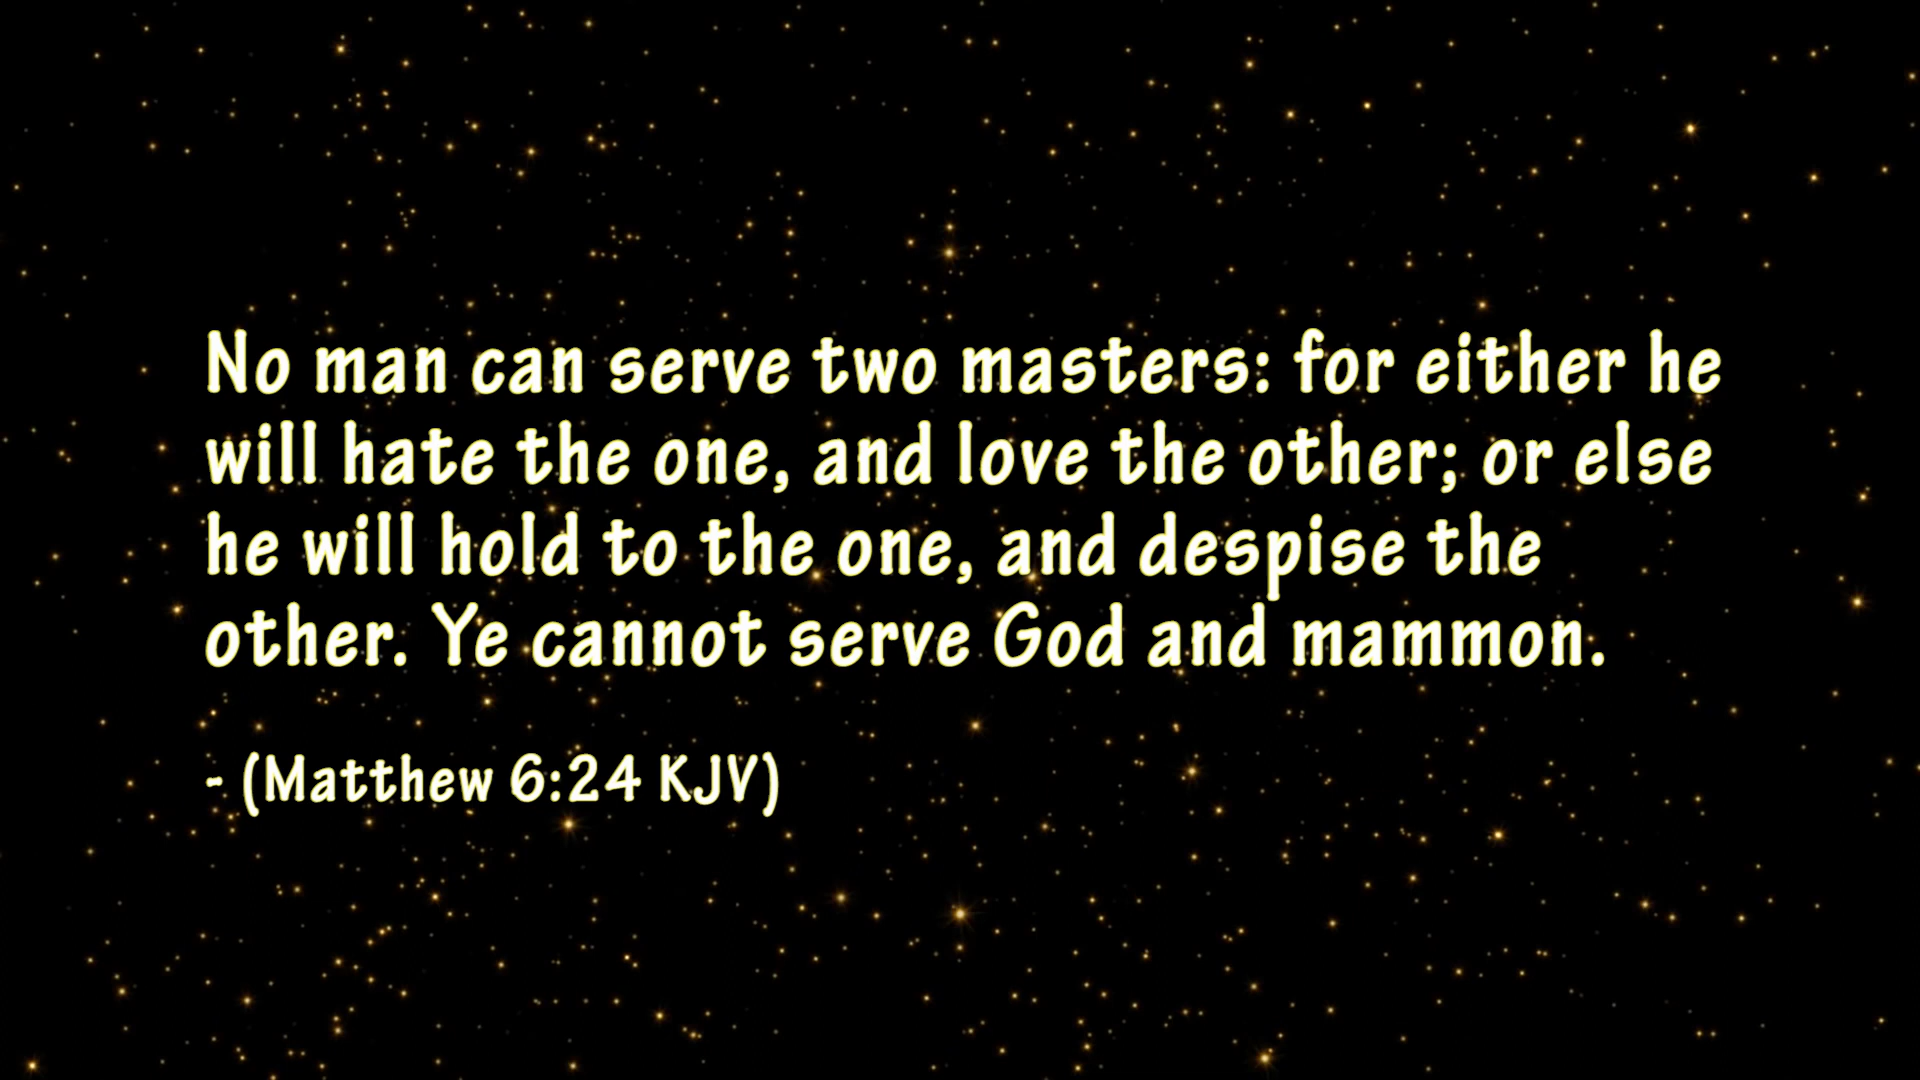 No man can serve two masters: for either he
will hate the one, and love the other; or else
he will hold to the one, and despise the
other. Ye cannot serve God and mammon.
- (Matthew 6:24 KJV)